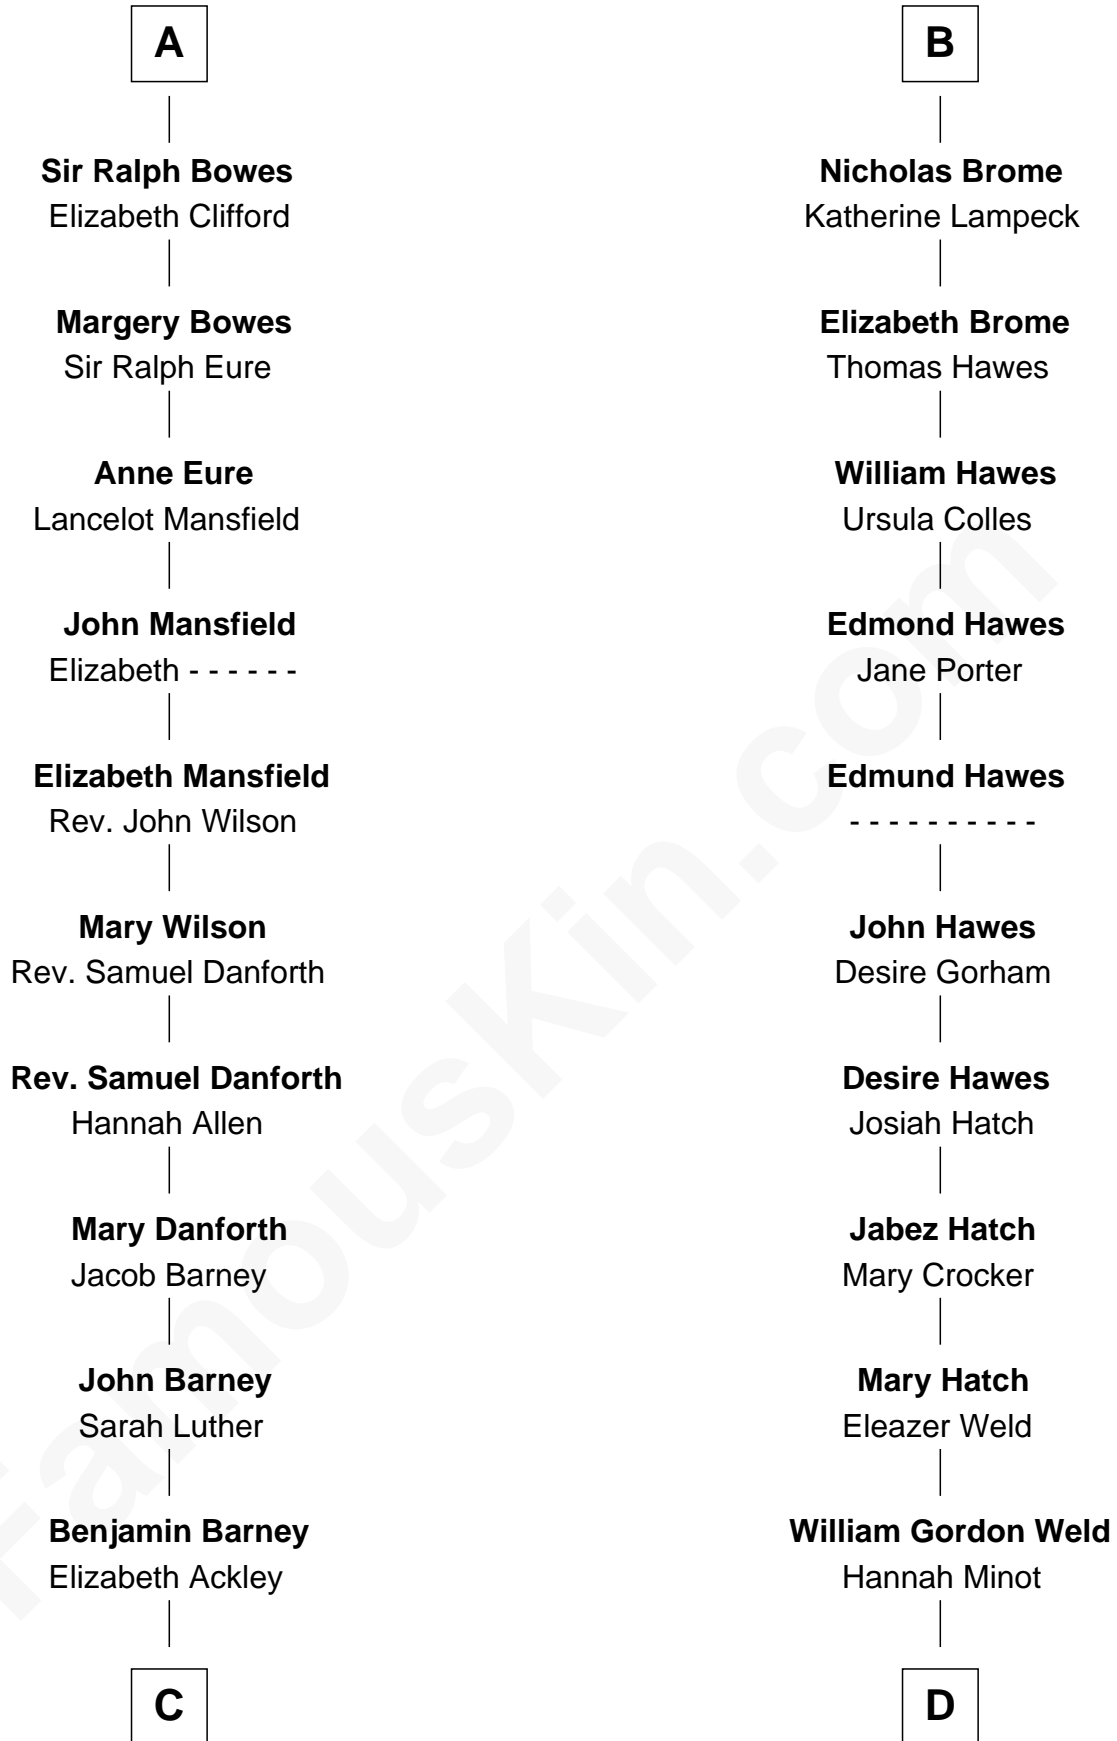 A
Sir Ralph Bowes
Elizabeth Clifford
Margery Bowes
Sir Ralph Eure
Anne Eure
Lancelot Mansfield
John Mansfield
Elizabeth - - - - - -
Elizabeth Mansfield
Rev. John Wilson
Mary Wilson
Rev. Samuel Danforth
Rev. Samuel Danforth
Hannah Allen
Mary Danforth
Jacob Barney
John Barney
Sarah Luther
Benjamin Barney
Elizabeth Ackley
C
B
Nicholas Brome
Katherine Lampeck
Elizabeth Brome
Thomas Hawes
William Hawes
Ursula Colles
Edmond Hawes
Jane Porter
Edmund Hawes
- - - - - - - - - -
John Hawes
Desire Gorham
Desire Hawes
Josiah Hatch
Jabez Hatch
Mary Crocker
Mary Hatch
Eleazer Weld
William Gordon Weld
Hannah Minot
D
FamousKin.com